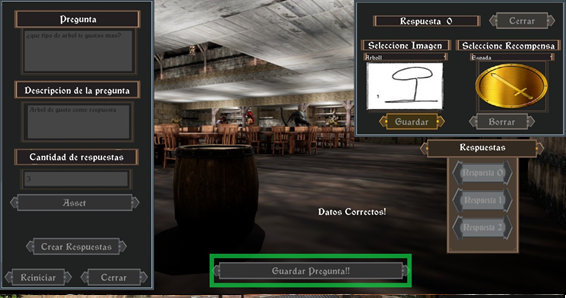 Pregunta
¿que tipo de arbol te gustos mas?
Descripcion de la pregunta
Arbol de gusto como respuesta
Cantidad de respuestas
3
Asset
Crear Respuestas
Reiniciar
Cerrar
Respuesta 0
Cerrar
Seleccione Imagen
Arbol1
Seleccione Recompensa
Espada
Guardar
Borrar
Respuestas
Respuesta 0
Respuesta 1
Respuesta 2
Datos Correctos!
Guardar Pregunta!!